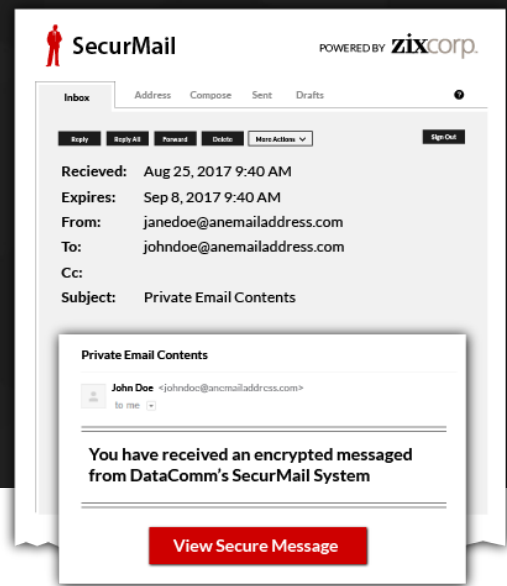 SecurMail
POWERED BY zixcorp.
Inbox Address Compose Sent Drafts ?
Reply Reply All Forward Delete More Actions Sign Out
Recieved: Aug 25, 2017 9:40 AM
Expires: Sep 8, 2017 9:40 AM
From: janedoe@anemailaddress.com
To: johndoe@anemailaddress.com
Cc:
Subject: Private Email Contents
Private Email Contents
John Doe <johndoe@anemailaddress.com>
to me
You have received an encrypted messaged
from DataComm's SecurMail System
View Secure Message